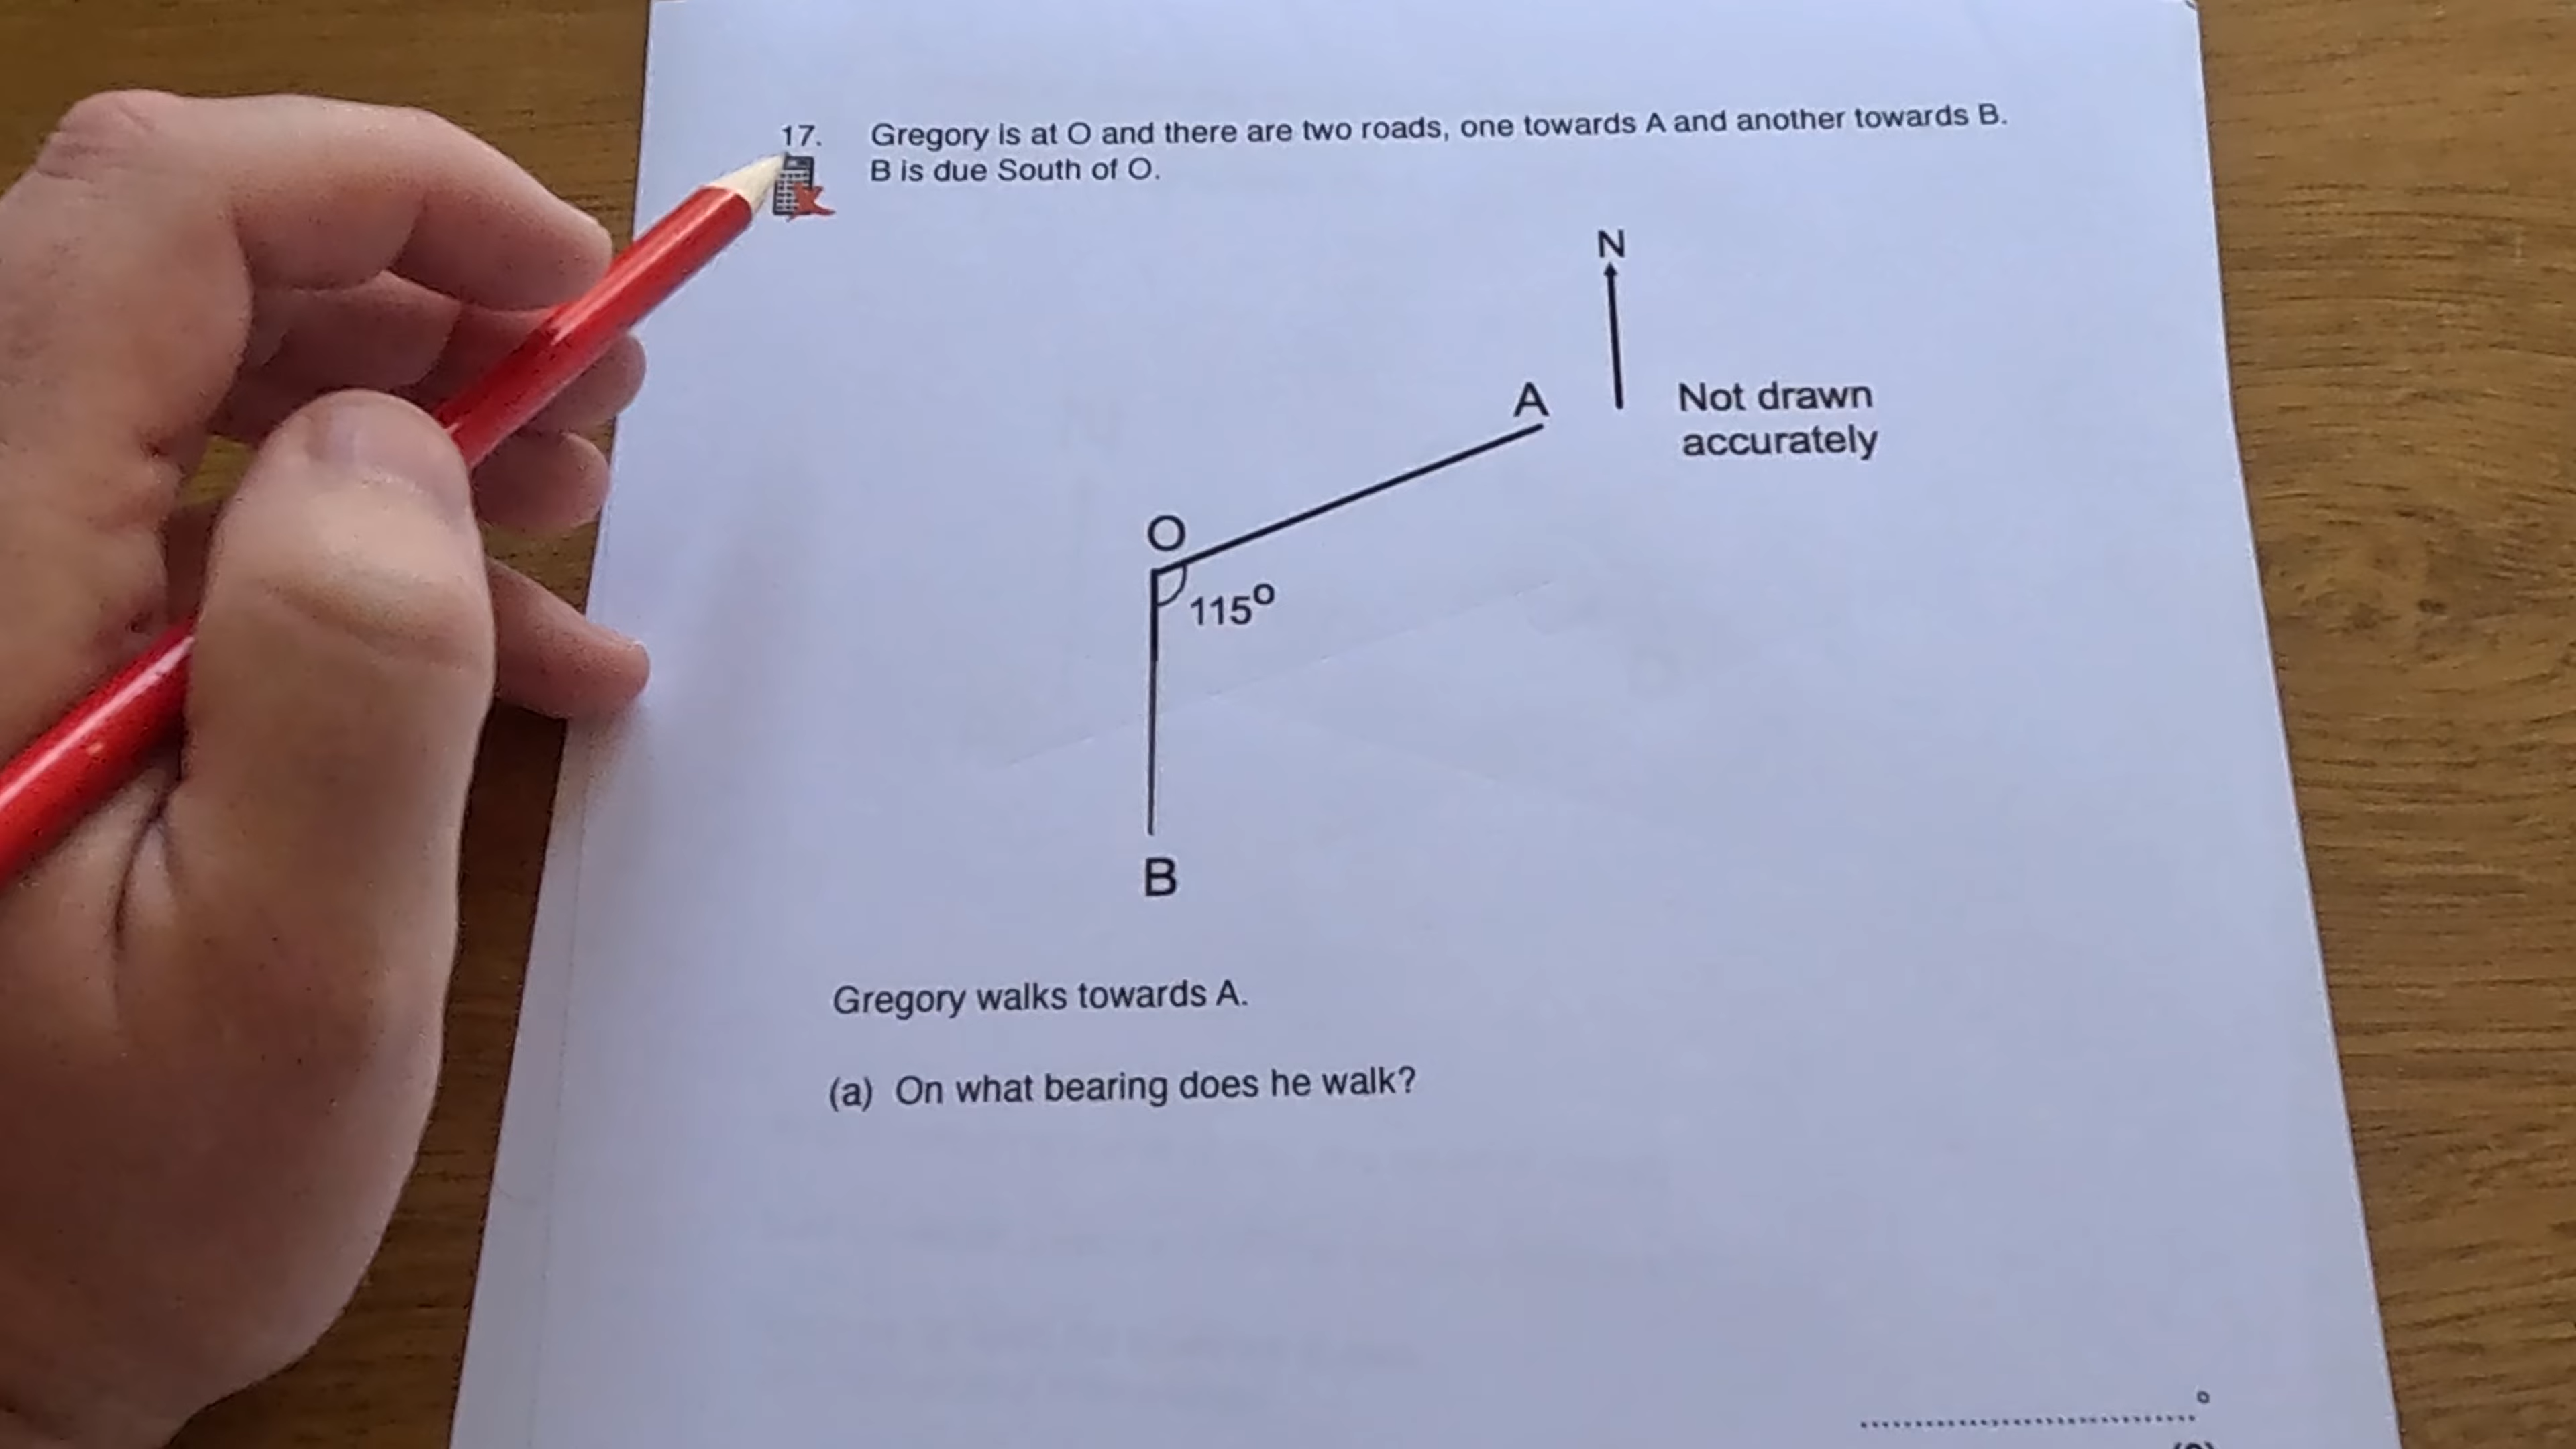 17. Gregory is at O and there are two roads, one towards A and another towards B.
B is due South of O.
N
A
Not drawn
accurately
O
115°
B
Gregory walks towards A.
(a) On what bearing does he walk?
....................................°